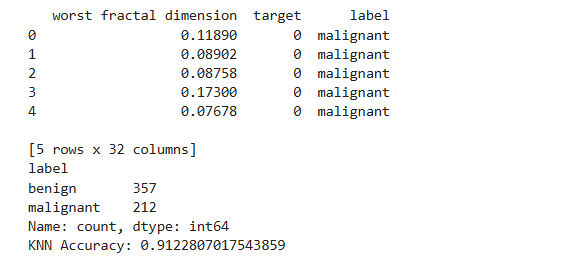 worst fractal dimension  target      label
0                  0.11890       0  malignant
1                  0.08902       0  malignant
2                  0.08758       0  malignant
3                  0.17300       0  malignant
4                  0.07678       0  malignant
[5 rows x 32 columns]
label
benign       357
malignant    212
Name: count, dtype: int64
KNN Accuracy: 0.9122807017543859